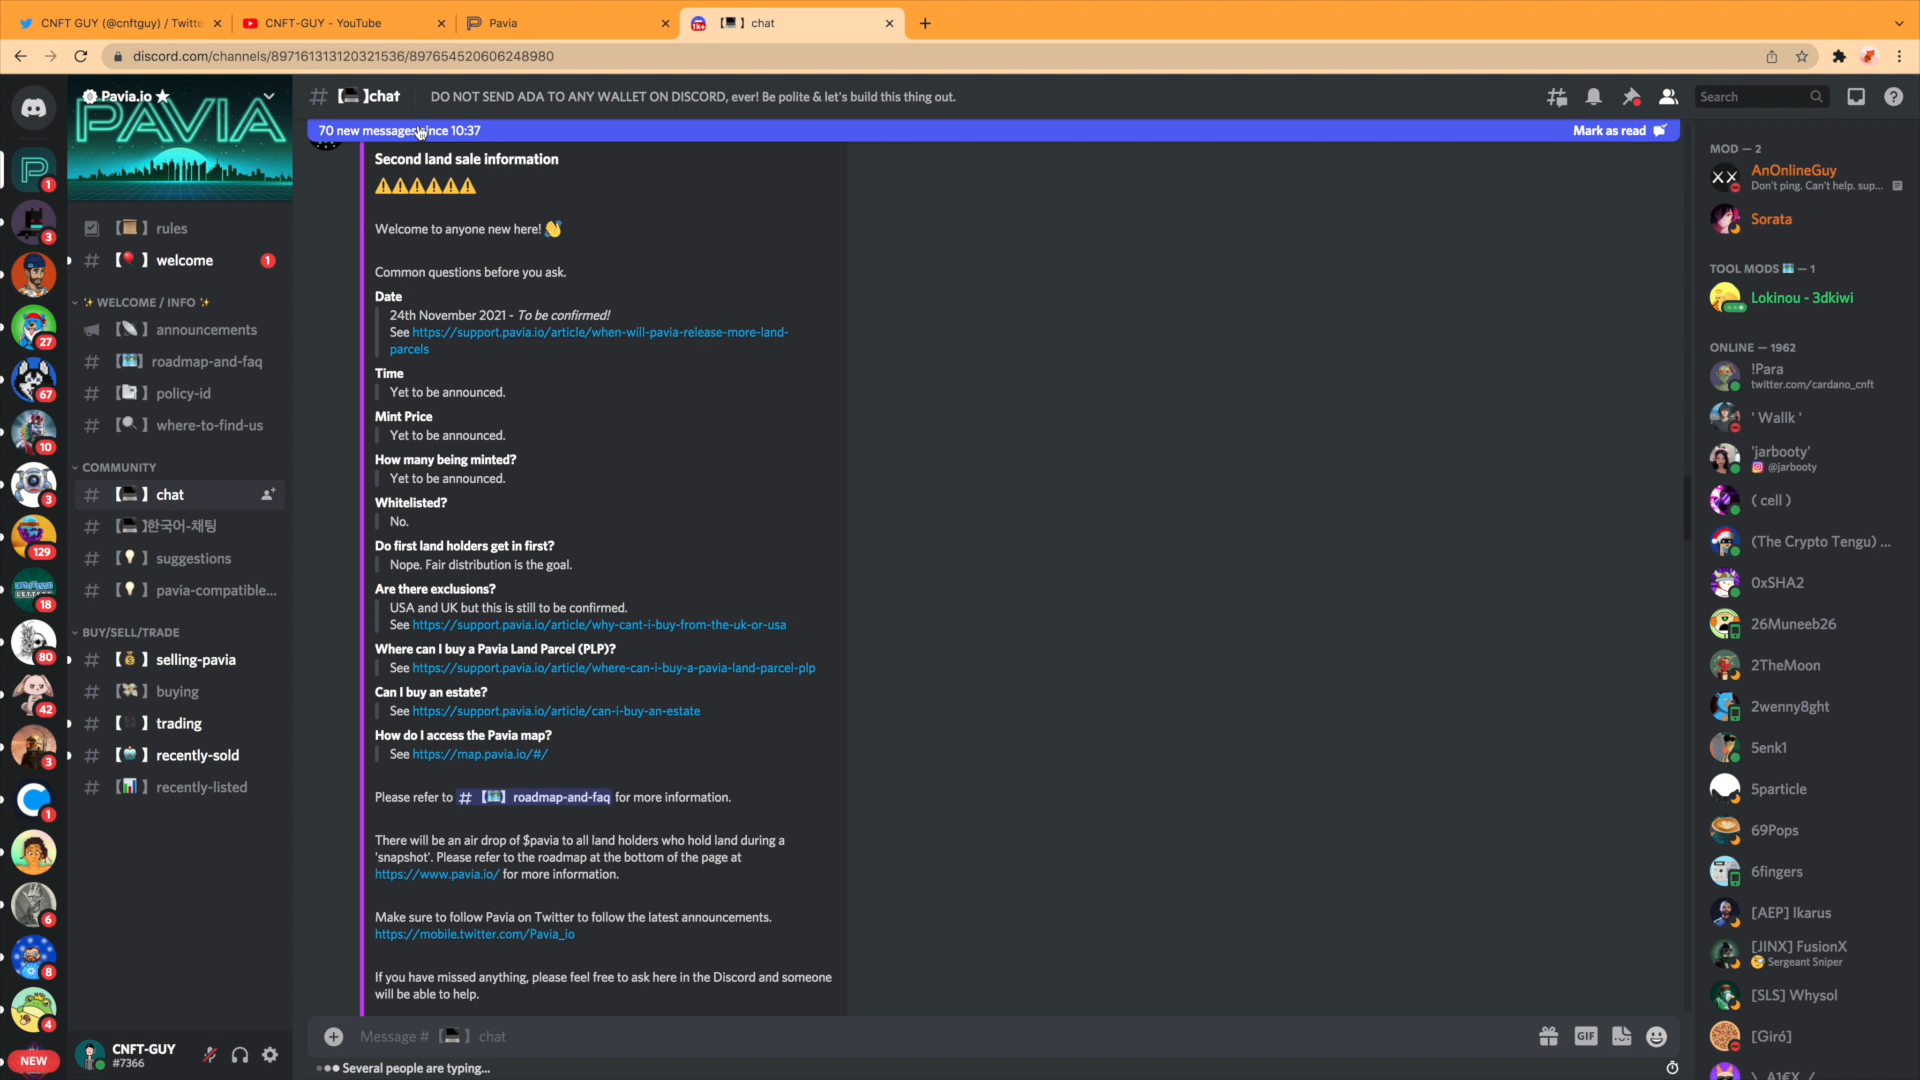 CNFT GUY (@cnftguy) / Twitte
CNFT-GUY - YouTube
Pavia
1k+
【 】chat
discord.com/channels/897161313120321536/897654520606248980
Pavia.io ★
PAVIA
# 【 】chat
DO NOT SEND ADA TO ANY WALLET ON DISCORD, ever! Be polite & let's build this thing out.
Search
70 new messages since 10:37
Mark as read
【 】 rules
# 【 】 welcome 1
✨ WELCOME / INFO ✨
【 】 announcements
# 【 】 roadmap-and-faq
# 【 】 policy-id
# 【 】 where-to-find-us
COMMUNITY
# 【 】 chat
# 【 】한국어-채팅
# 【 】 suggestions
# 【 】 pavia-compatible...
BUY/SELL/TRADE
# 【 】 selling-pavia
# 【 】 buying
# 【 】 trading
# 【 】 recently-sold
# 【 】 recently-listed
1
3
27
67
10
3
129
18
80
42
3
1
6
8
4
NEW
CNFT-GUY
#7366
Second land sale information
⚠⚠⚠⚠⚠⚠
Welcome to anyone new here! 👋
Common questions before you ask.
Date
24th November 2021 - To be confirmed!
See https://support.pavia.io/article/when-will-pavia-release-more-land-
parcels
Time
Yet to be announced.
Mint Price
Yet to be announced.
How many being minted?
Yet to be announced.
Whitelisted?
No.
Do first land holders get in first?
Nope. Fair distribution is the goal.
Are there exclusions?
USA and UK but this is still to be confirmed.
See https://support.pavia.io/article/why-cant-i-buy-from-the-uk-or-usa
Where can I buy a Pavia Land Parcel (PLP)?
See https://support.pavia.io/article/where-can-i-buy-a-pavia-land-parcel-plp
Can I buy an estate?
See https://support.pavia.io/article/can-i-buy-an-estate
How do I access the Pavia map?
See https://map.pavia.io/#/
Please refer to # 【 】 roadmap-and-faq for more information.
There will be an air drop of $pavia to all land holders who hold land during a
'snapshot'. Please refer to the roadmap at the bottom of the page at
https://www.pavia.io/ for more information.
Make sure to follow Pavia on Twitter to follow the latest announcements.
https://mobile.twitter.com/Pavia_io
If you have missed anything, please feel free to ask here in the Discord and someone
will be able to help.
Message # 【 】 chat
GIF
Several people are typing...
MOD — 2
AnOnlineGuy
Don't ping. Can't help. sup...
Sorata
TOOL MODS — 1
Lokinou - 3dkiwi
ONLINE — 1962
!Para
twitter.com/cardano_cnft
' Wallk '
'jarbooty'
@jarbooty
( cell )
(The Crypto Tengu) ...
0xSHA2
26Muneeb26
2TheMoon
2wenny8ght
5enk1
5particle
69Pops
6fingers
[AEP] Ikarus
[JINX] FusionX
Sergeant Sniper
[SLS] Whysol
[Giró]